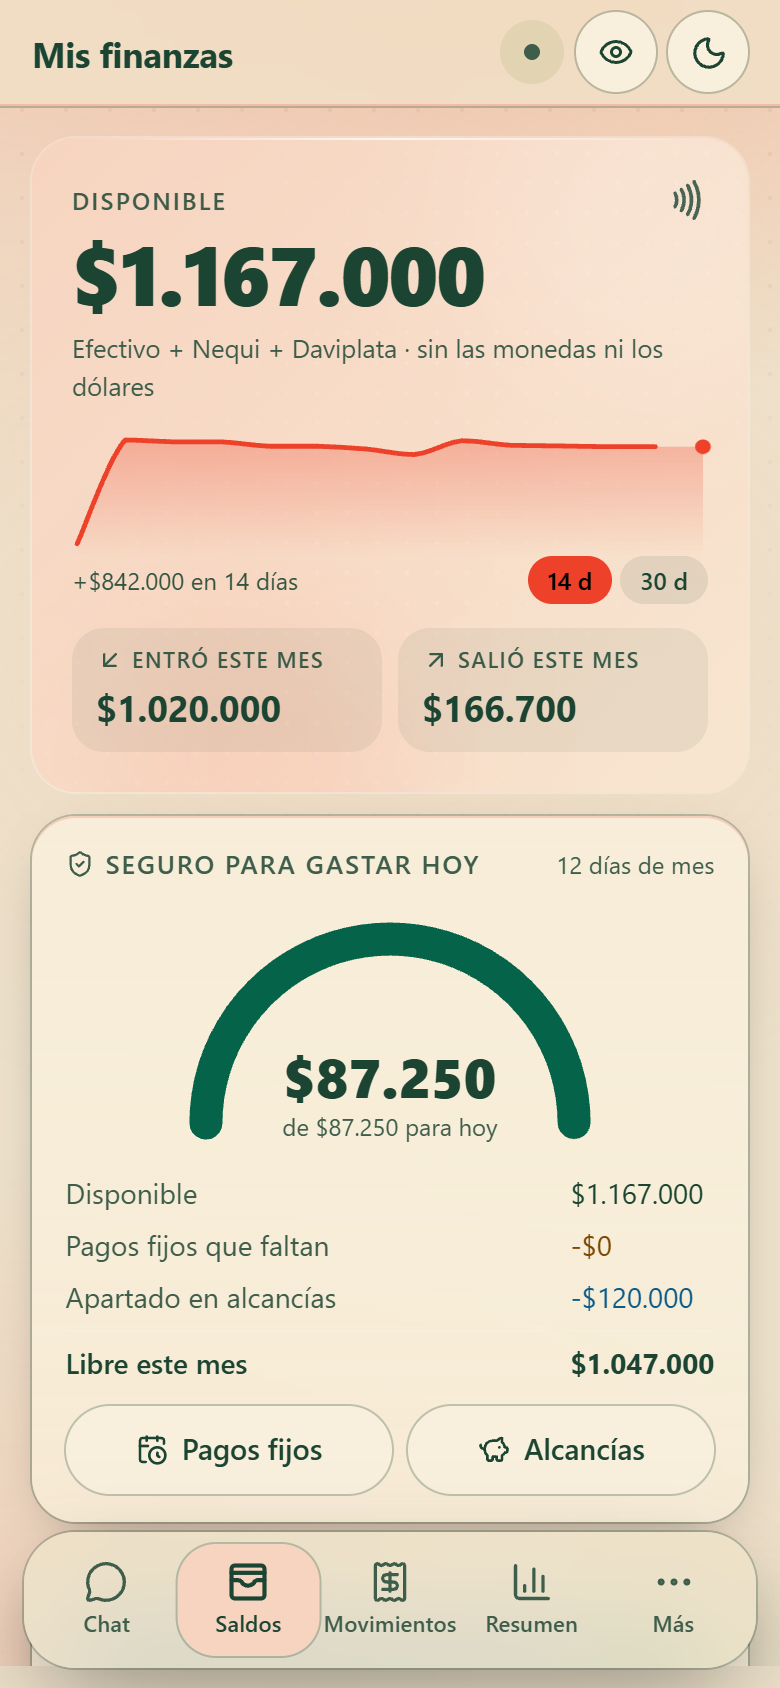 Mis finanzas
DISPONIBLE
$1.167.000
Efectivo + Nequi + Daviplata · sin las monedas ni los
dólares
+$842.000 en 14 días
14 d
30 d
ENTRÓ ESTE MES
$1.020.000
SALIÓ ESTE MES
$166.700
SEGURO PARA GASTAR HOY
12 días de mes
$87.250
de $87.250 para hoy
Disponible $1.167.000
Pagos fijos que faltan -$0
Apartado en alcancías -$120.000
Libre este mes $1.047.000
Pagos fijos
Alcancías
Chat
Saldos
Movimientos
Resumen
Más